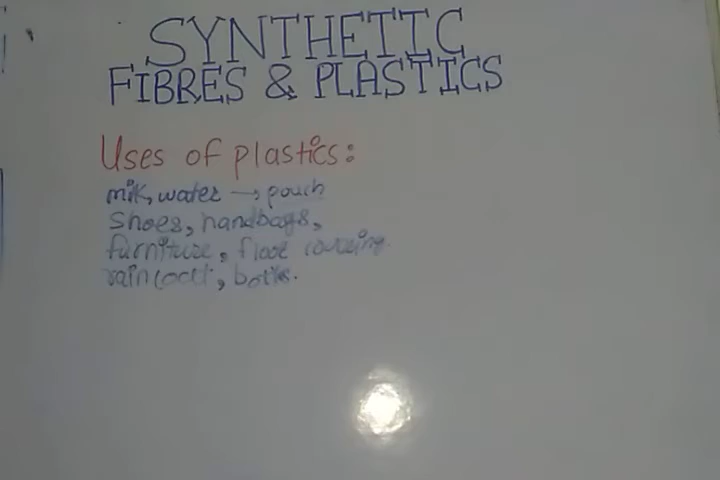 SYNTHETIC
FIBRES & PLASTICS
Uses of plastics:
milk, water → pouch
Shoes, handbags,
furniture, floor covering.
raincoat, bottles.